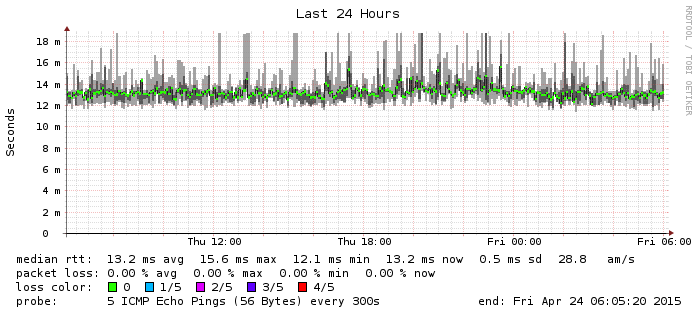 Last 24 Hours
RRDTOOL / TOBI OETIKER
Seconds
18 m
16 m
14 m
12 m
10 m
8 m
6 m
4 m
2 m
0
Thu 12:00 Thu 18:00 Fri 00:00 Fri 06:00
median rtt: 13.2 ms avg 15.6 ms max 12.1 ms min 13.2 ms now 0.5 ms sd 28.8 am/s
packet loss: 0.00 % avg 0.00 % max 0.00 % min 0.00 % now
loss color: 0 1/5 2/5 3/5 4/5
probe: 5 ICMP Echo Pings (56 Bytes) every 300s end: Fri Apr 24 06:05:20 2015